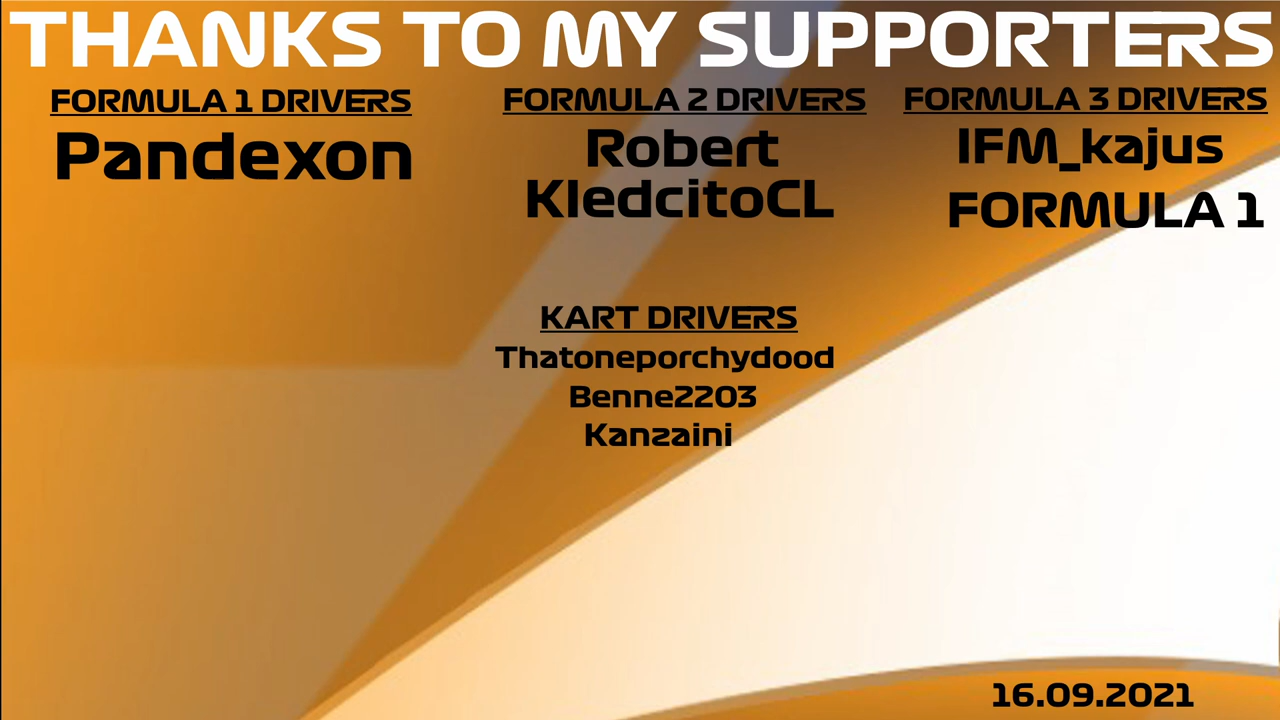 THANKS TO MY SUPPORTERS
FORMULA 1 DRIVERS
Pandexon
FORMULA 2 DRIVERS
Robert
KledcitoCL
FORMULA 3 DRIVERS
IFM_kajus
FORMULA 1
KART DRIVERS
Thatoneporchydood
Benne2203
Kanzaini
16.09.2021